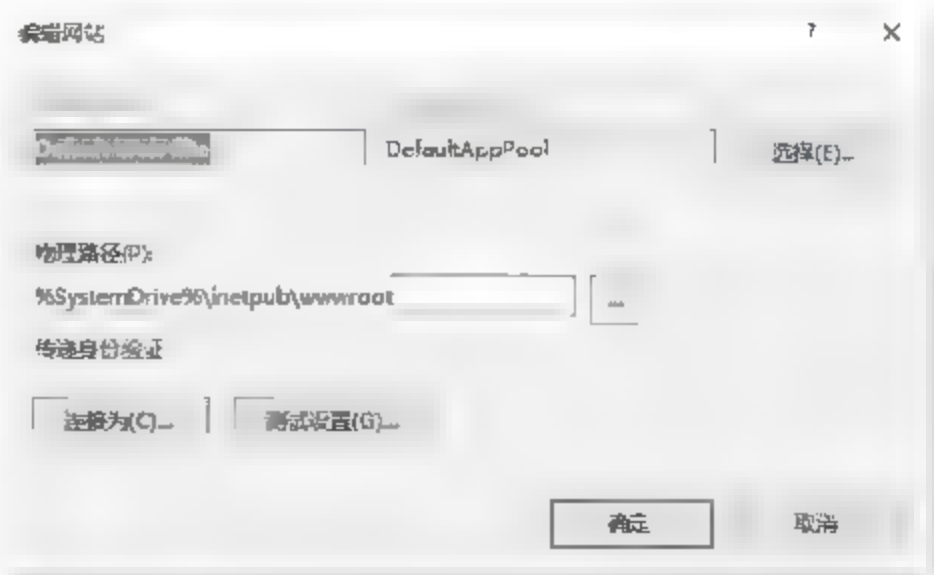 编辑网站
?
DefaultAppPool
选择(E)...
物理路径(P):
%SystemDrive%\inetpub\wwwroot
...
传递身份验证
连接为(C)...
测试设置(G)...
确定
取消